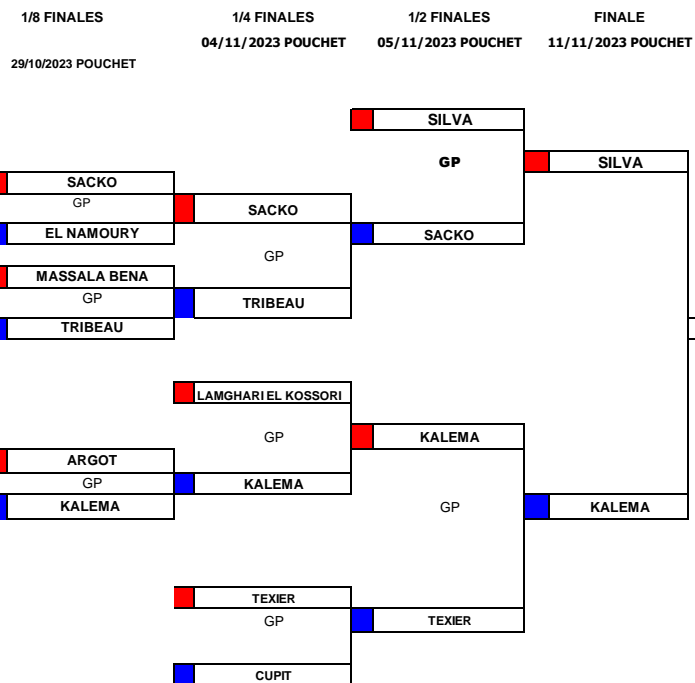 1/8 FINALES
1/4 FINALES
1/2 FINALES
FINALE
04/11/2023 POUCHET
05/11/2023 POUCHET
11/11/2023 POUCHET
29/10/2023 POUCHET
SILVA
GP
SILVA
SACKO
GP
SACKO
EL NAMOURY
SACKO
GP
MASSALA BENA
GP
TRIBEAU
TRIBEAU
LAMGHARI EL KOSSORI
GP
KALEMA
ARGOT
GP
KALEMA
KALEMA
GP
KALEMA
TEXIER
GP
TEXIER
CUPIT